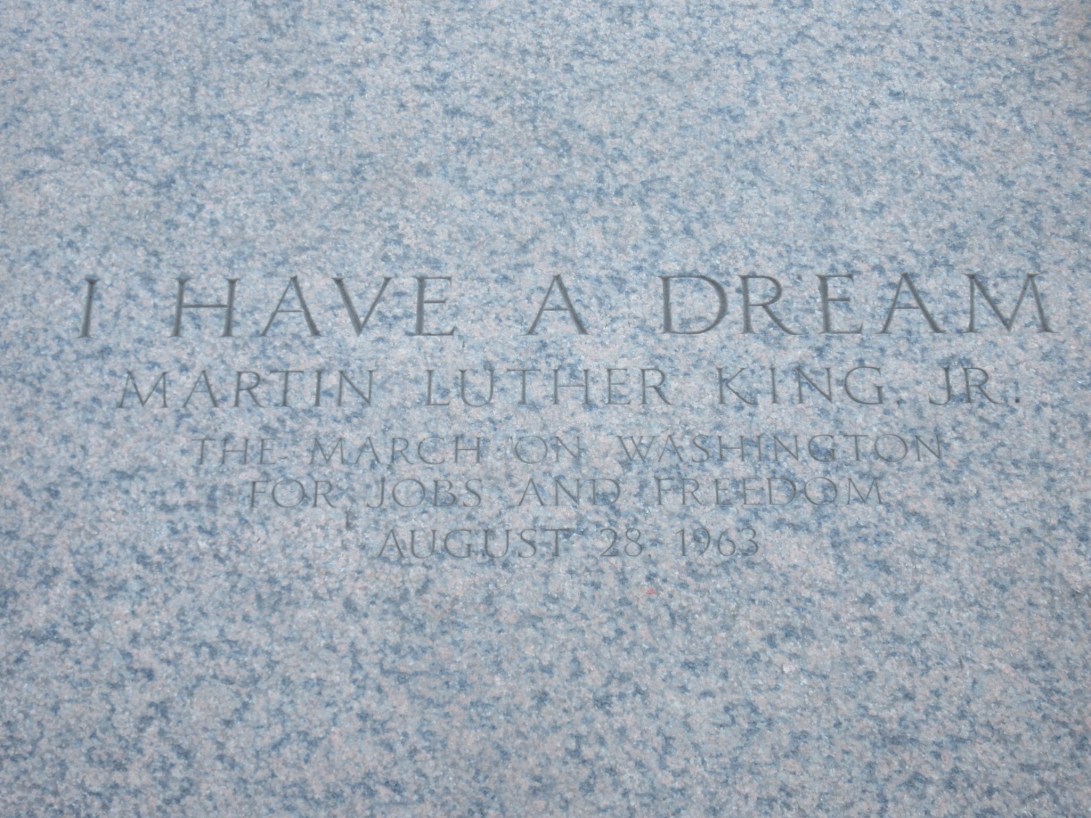 I HAVE A DREAM
MARTIN LUTHER KING, JR.
THE MARCH ON WASHINGTON
FOR JOBS AND FREEDOM
AUGUST 28, 1963